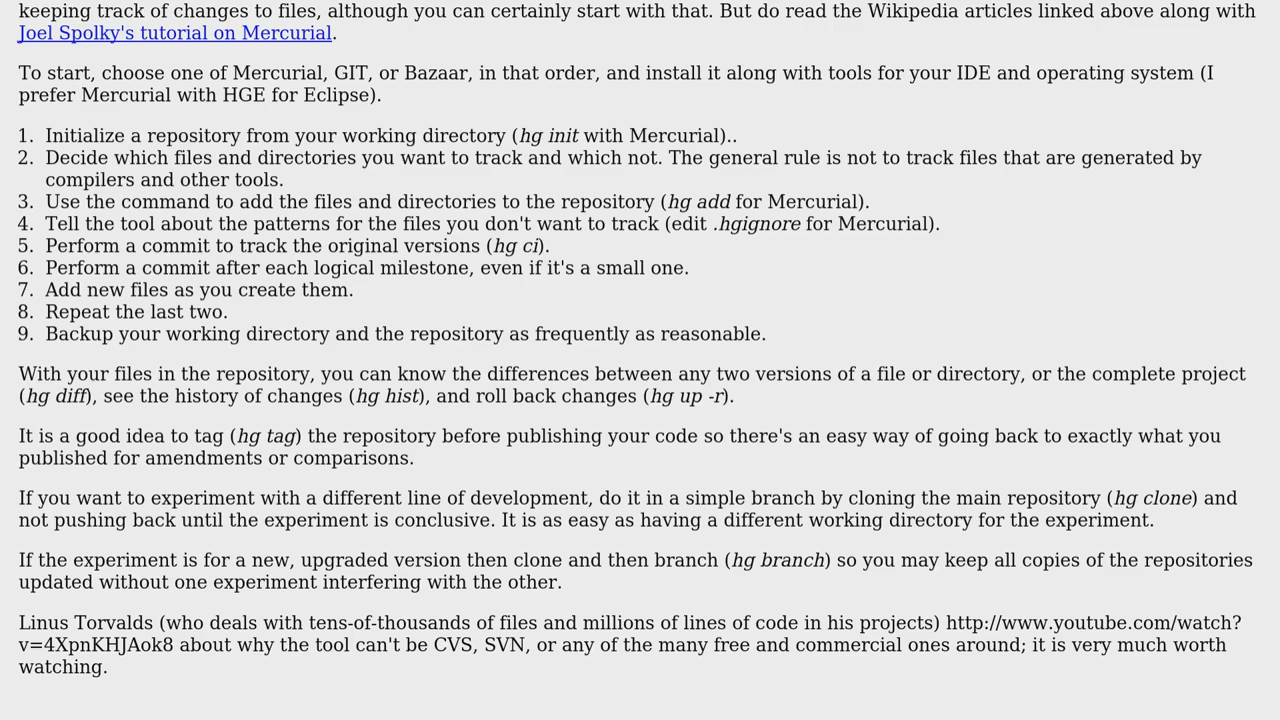 keeping track of changes to files, although you can certainly start with that. But do read the Wikipedia articles linked above along with
Joel Spolky's tutorial on Mercurial.
To start, choose one of Mercurial, GIT, or Bazaar, in that order, and install it along with tools for your IDE and operating system (I
prefer Mercurial with HGE for Eclipse).
1. Initialize a repository from your working directory (hg init with Mercurial)..
2. Decide which files and directories you want to track and which not. The general rule is not to track files that are generated by
compilers and other tools.
3. Use the command to add the files and directories to the repository (hg add for Mercurial).
4. Tell the tool about the patterns for the files you don't want to track (edit .hgignore for Mercurial).
5. Perform a commit to track the original versions (hg ci).
6. Perform a commit after each logical milestone, even if it's a small one.
7. Add new files as you create them.
8. Repeat the last two.
9. Backup your working directory and the repository as frequently as reasonable.
With your files in the repository, you can know the differences between any two versions of a file or directory, or the complete project
(hg diff), see the history of changes (hg hist), and roll back changes (hg up -r).
It is a good idea to tag (hg tag) the repository before publishing your code so there's an easy way of going back to exactly what you
published for amendments or comparisons.
If you want to experiment with a different line of development, do it in a simple branch by cloning the main repository (hg clone) and
not pushing back until the experiment is conclusive. It is as easy as having a different working directory for the experiment.
If the experiment is for a new, upgraded version then clone and then branch (hg branch) so you may keep all copies of the repositories
updated without one experiment interfering with the other.
Linus Torvalds (who deals with tens-of-thousands of files and millions of lines of code in his projects) http://www.youtube.com/watch?
v=4XpnKHJAok8 about why the tool can't be CVS, SVN, or any of the many free and commercial ones around; it is very much worth
watching.